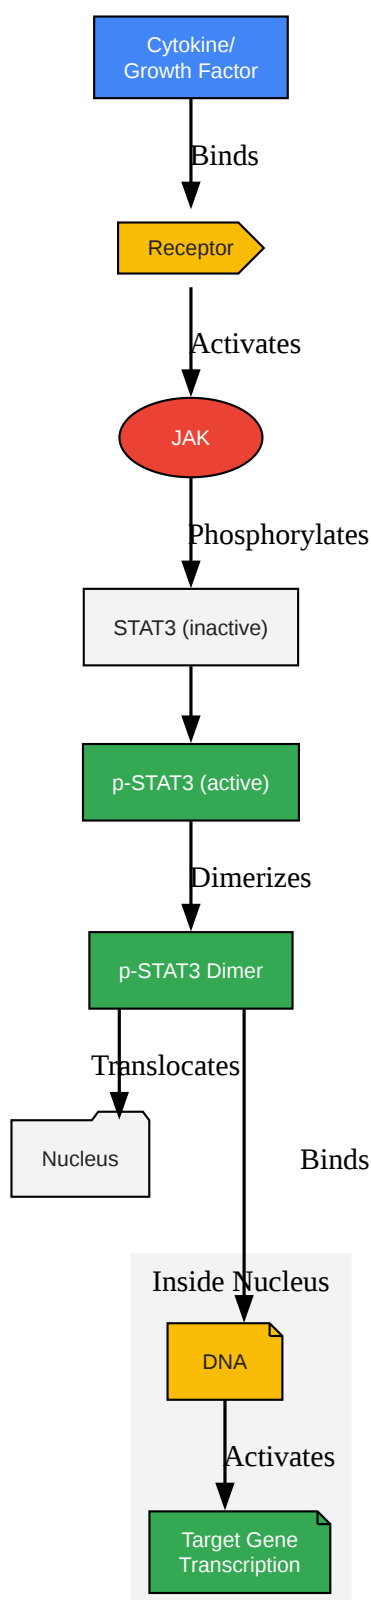 Cytokine/
Growth Factor
Binds
Receptor
Activates
JAK
Phosphorylates
STAT3 (inactive)
p-STAT3 (active)
Dimerizes
p-STAT3 Dimer
Translocates
Nucleus
Binds
Inside Nucleus
DNA
Activates
Target Gene
Transcription